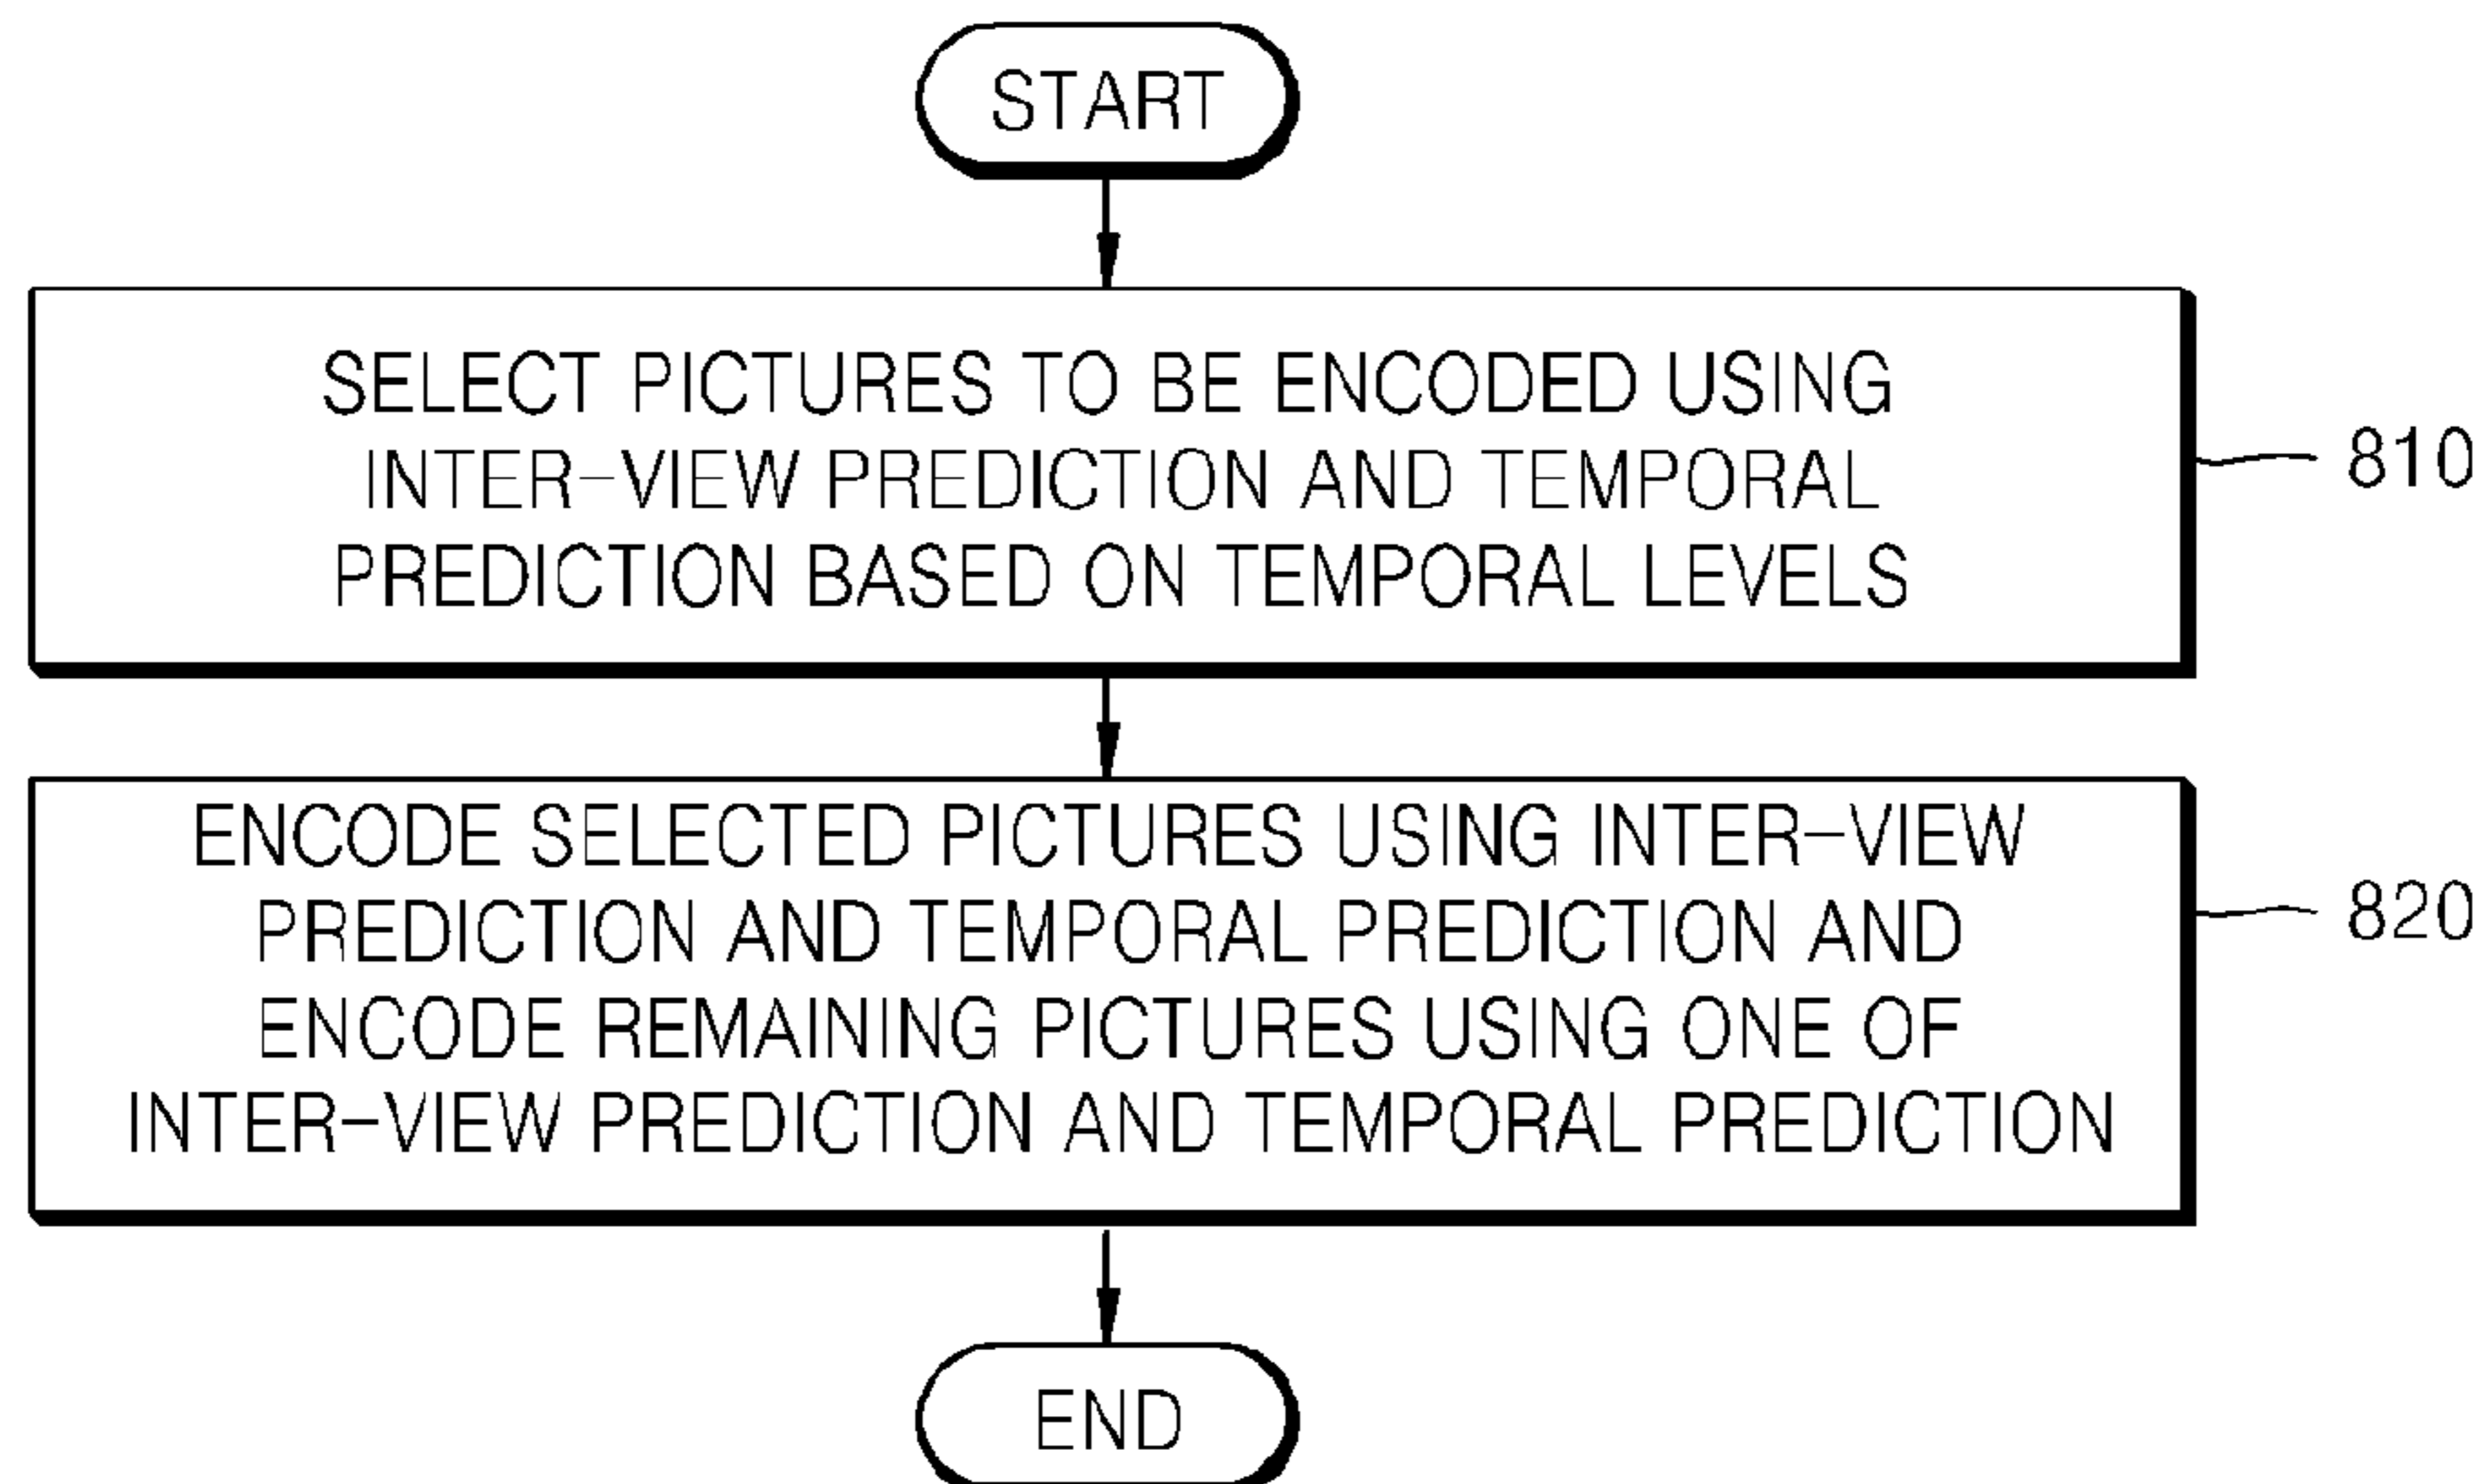 START
SELECT PICTURES TO BE ENCODED USING
INTER-VIEW PREDICTION AND TEMPORAL
PREDICTION BASED ON TEMPORAL LEVELS
810
ENCODE SELECTED PICTURES USING INTER-VIEW
PREDICTION AND TEMPORAL PREDICTION AND
ENCODE REMAINING PICTURES USING ONE OF
INTER-VIEW PREDICTION AND TEMPORAL PREDICTION
820
END